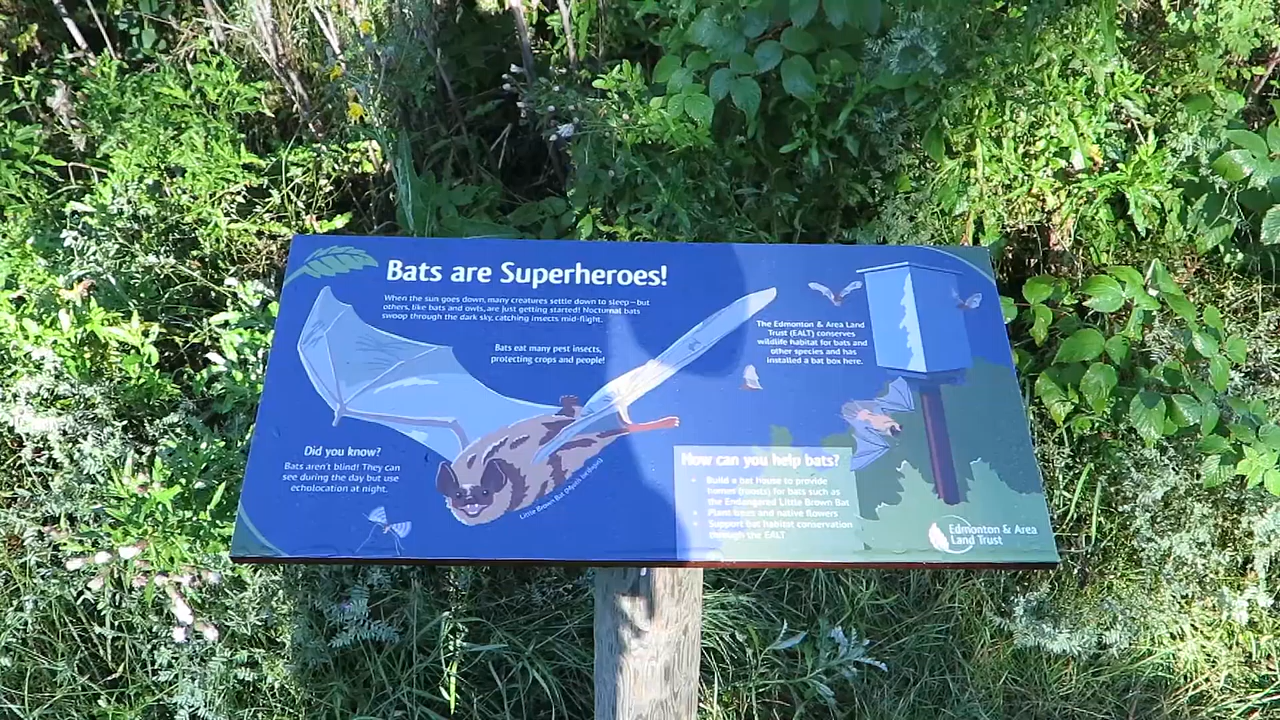 Bats are Superheroes!
When the sun goes down, many creatures settle down to sleep—but
others, like bats and owls, are just getting started! Nocturnal bats
swoop through the dark sky, catching insects mid-flight.
Bats eat many pest insects,
protecting crops and people!
The Edmonton & Area Land
Trust (EALT) conserves
wildlife habitat for bats and
other species and has
installed a bat box here.
Did you know?
Bats aren't blind! They can
see during the day but use
echolocation at night.
Little Brown Bat (Myotis lucifugus)
How can you help bats?
• Build a bat house to provide
homes (roosts) for bats such as
the Endangered Little Brown Bat
• Plant trees and native flowers
• Support bat habitat conservation
through the EALT
Edmonton & Area
Land Trust